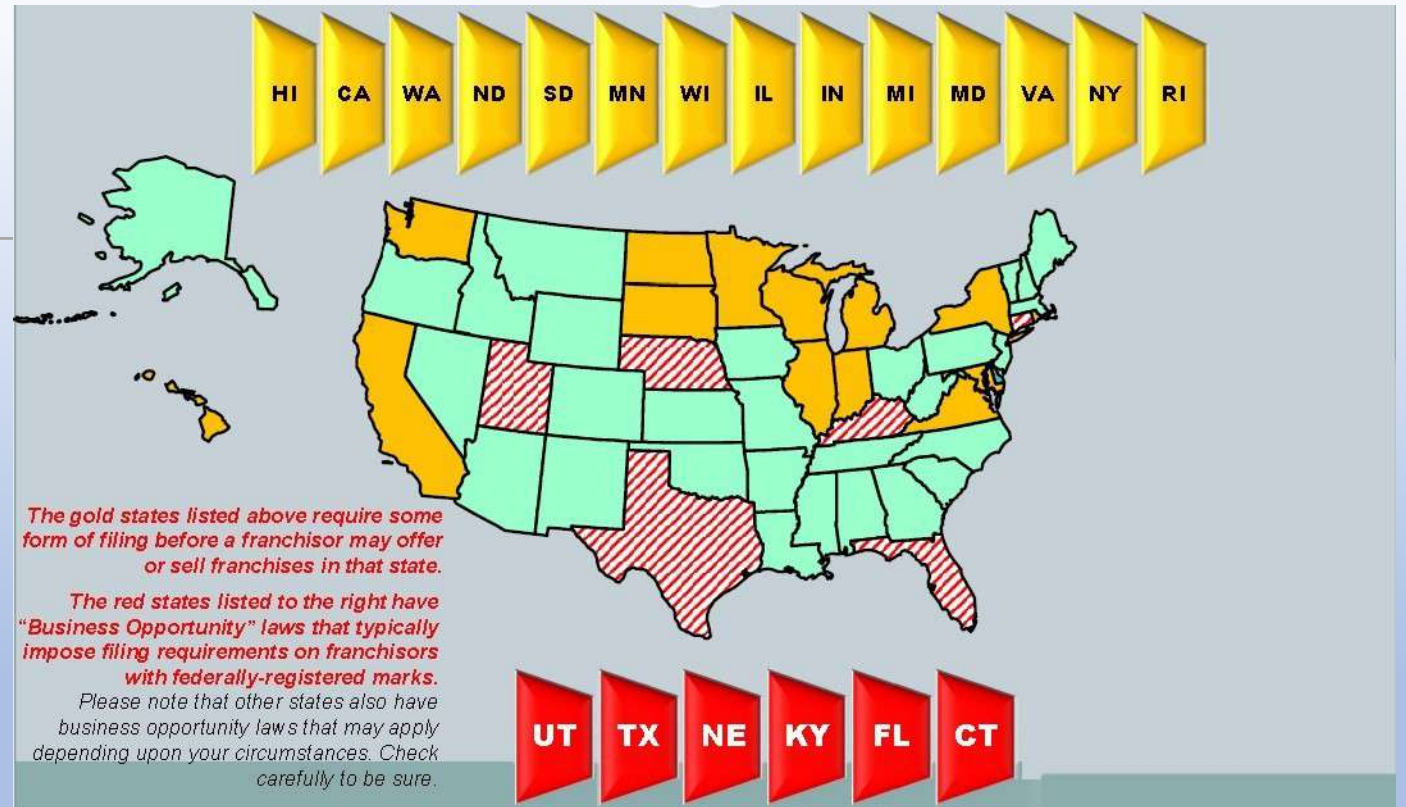 HI CA WA ND SD MN WI IL IN MI MD VA NY RI
The gold states listed above require some
form of filing before a franchisor may offer
or sell franchises in that state.
The red states listed to the right have
“Business Opportunity” laws that typically
impose filing requirements on franchisors
with federally-registered marks.
Please note that other states also have
business opportunity laws that may apply
depending upon your circumstances. Check
carefully to be sure.
UT TX NE KY FL CT